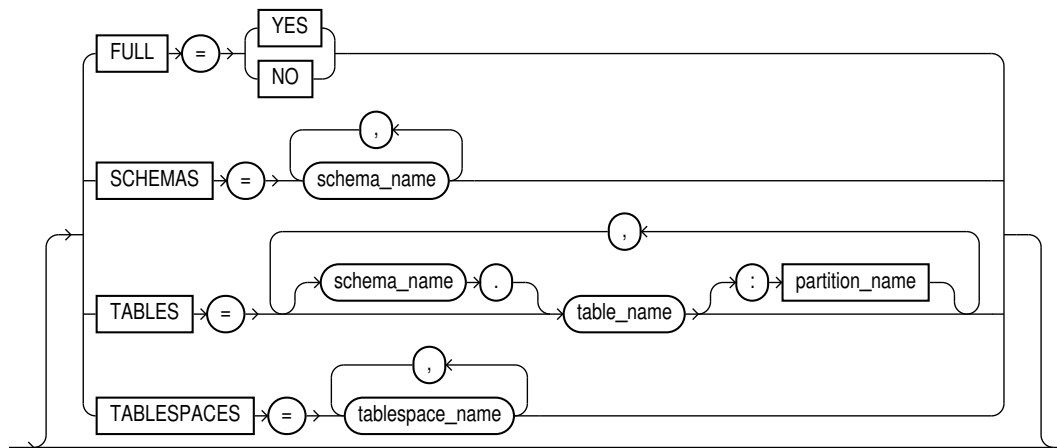 YES
FULL =
NO
,
SCHEMAS = schema_name
,
schema_name . : partition_name
TABLES = table_name
,
TABLESPACES = tablespace_name